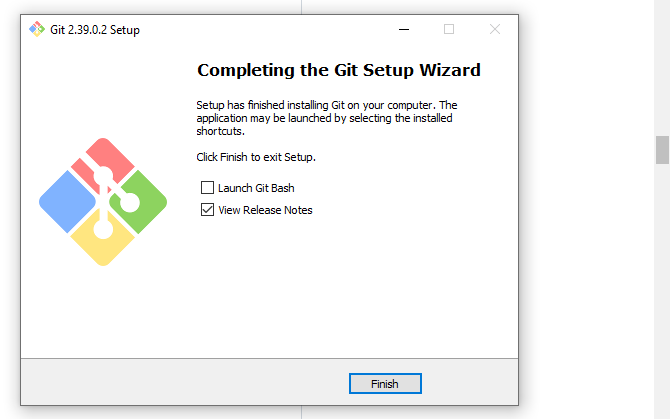 Git 2.39.0.2 Setup
Completing the Git Setup Wizard
Setup has finished installing Git on your computer. The
application may be launched by selecting the installed
shortcuts.
Click Finish to exit Setup.
Launch Git Bash
View Release Notes
Finish